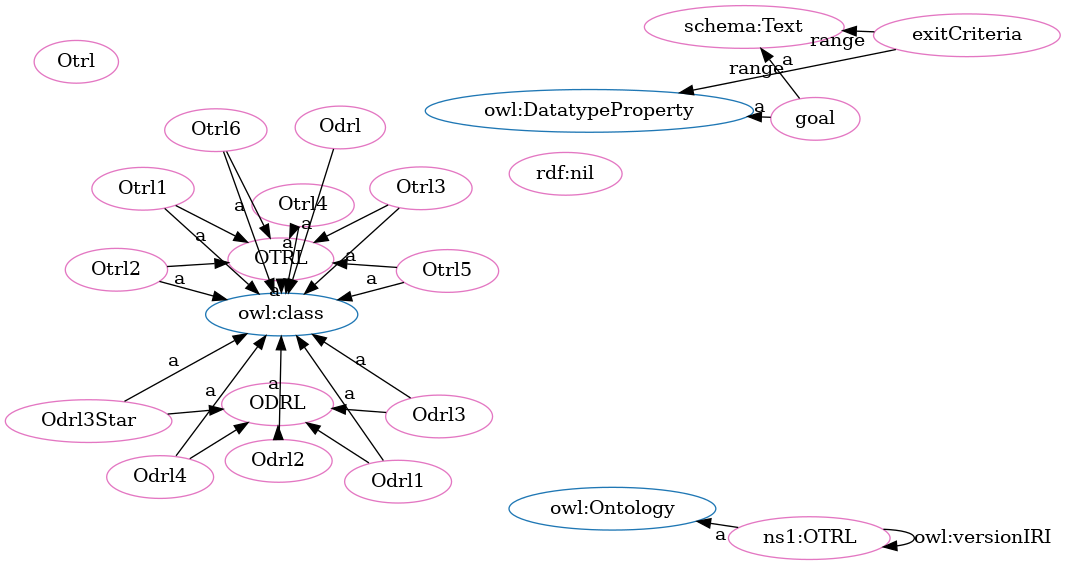 schema:Text
exitCriteria
range
Otrl
a
range
owl:DatatypeProperty
a
goal
Otrl6
Odrl
rdf:nil
Otrl1
Otrl4
Otrl3
a
a
a
a
OTRL
a
Otrl2
Otrl5
a
a
a
owl:class
a
a
a
a
a
ODRL
Odrl3Star
Odrl3
Odrl2
Odrl4
Odrl1
owl:Ontology
a
ns1:OTRL
owl:versionIRI